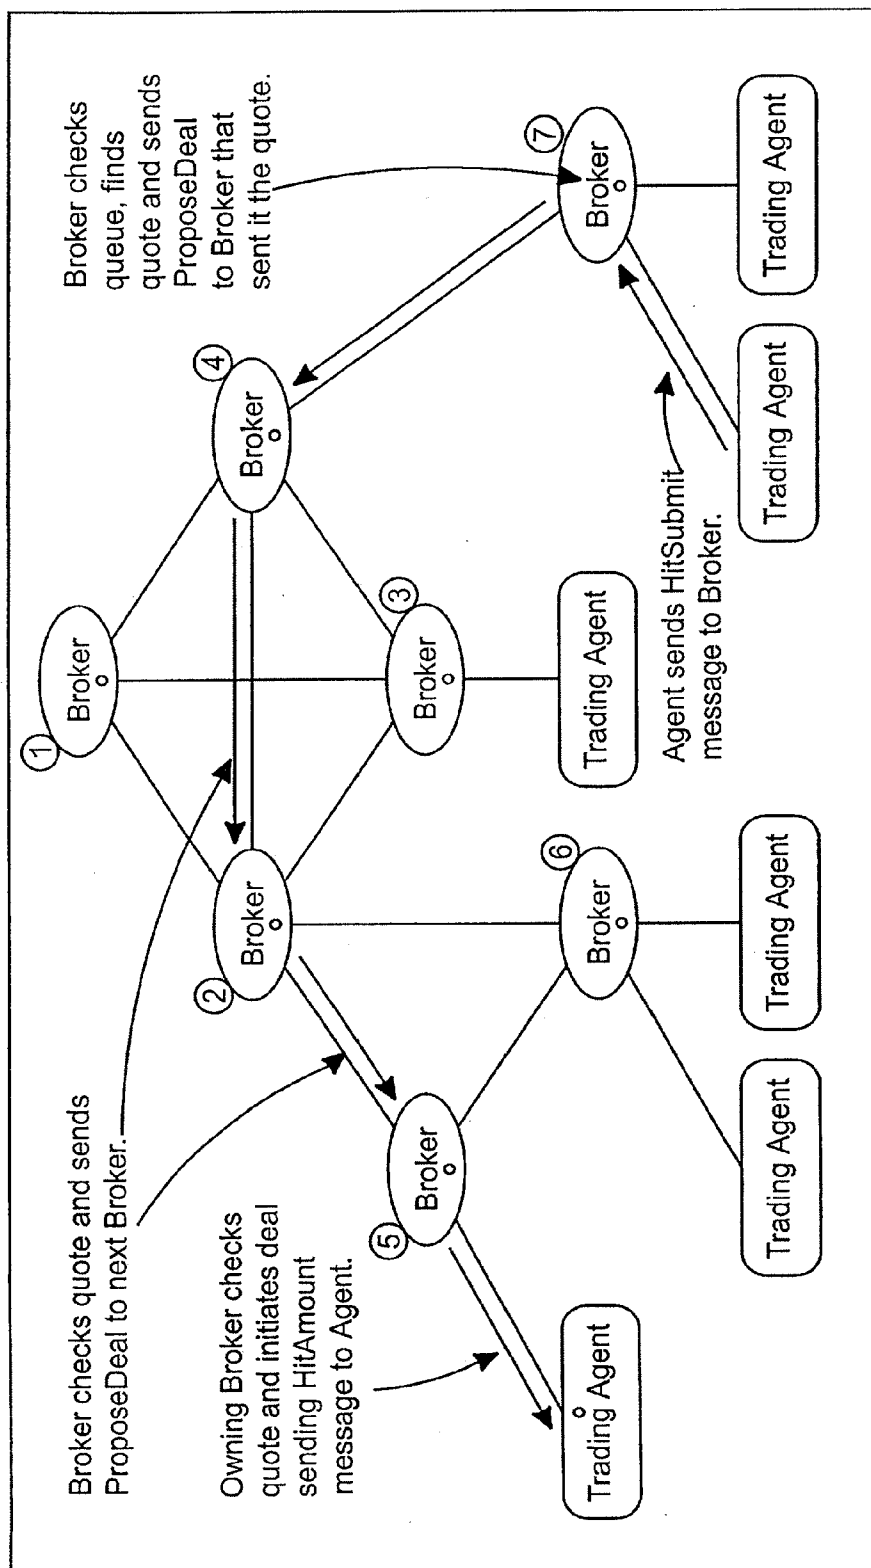 Broker checks quote and sends
ProposeDeal to next Broker.
1
Broker
Broker checks
queue, finds
quote and sends
ProposeDeal
to Broker that
sent it the quote.
2
Broker
4
Broker
Owning Broker checks
quote and initiates deal
sending HitAmount
message to Agent.
5
Broker
3
Broker
6
Broker
7
Broker
Trading Agent
Trading Agent
Agent sends HitSubmit
message to Broker.
Trading Agent
Trading Agent
Trading Agent
Trading Agent